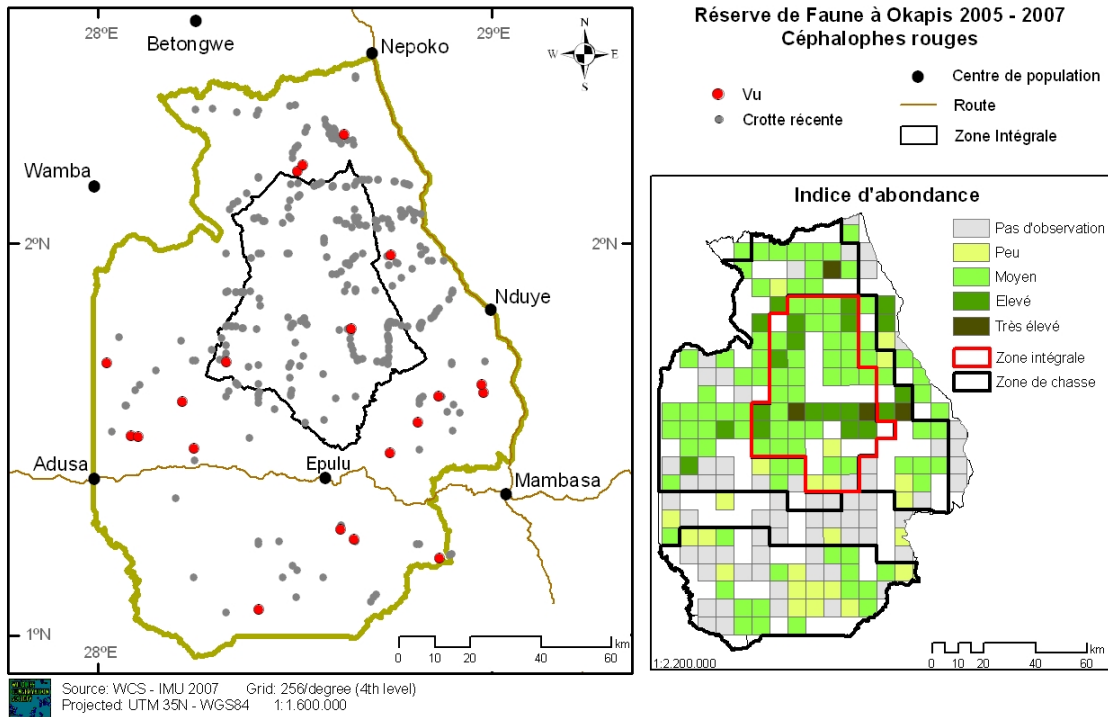 Réserve de Faune à Okapis 2005 - 2007
Céphalophes rouges
Vu
Crotte récente
Centre de population
Route
Zone Intégrale
28ºE
29ºE
Betongwe
Nepoko
N
W
E
S
Wamba
2ºN
2ºN
Nduye
Adusa
Epulu
Mambasa
1ºN
28ºE
km
0 10 20 40 60
Indice d'abondance
Pas d'observation
Peu
Moyen
Elevé
Très élevé
Zone intégrale
Zone de chasse
1:2.200.000
km
0 10 20 40 60
Source: WCS - IMU 2007 Grid: 256/degree (4th level)
Projected: UTM 35N - WGS84 1:1.600.000